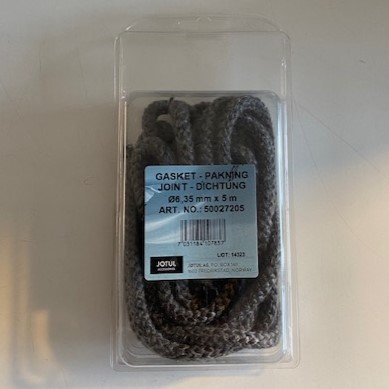 GASKET - PAKNING
JOINT - DICHTUNG
Ø6,35 mm x 5 m
ART. NO.: 50027205
LOT: 14323
JØTUL